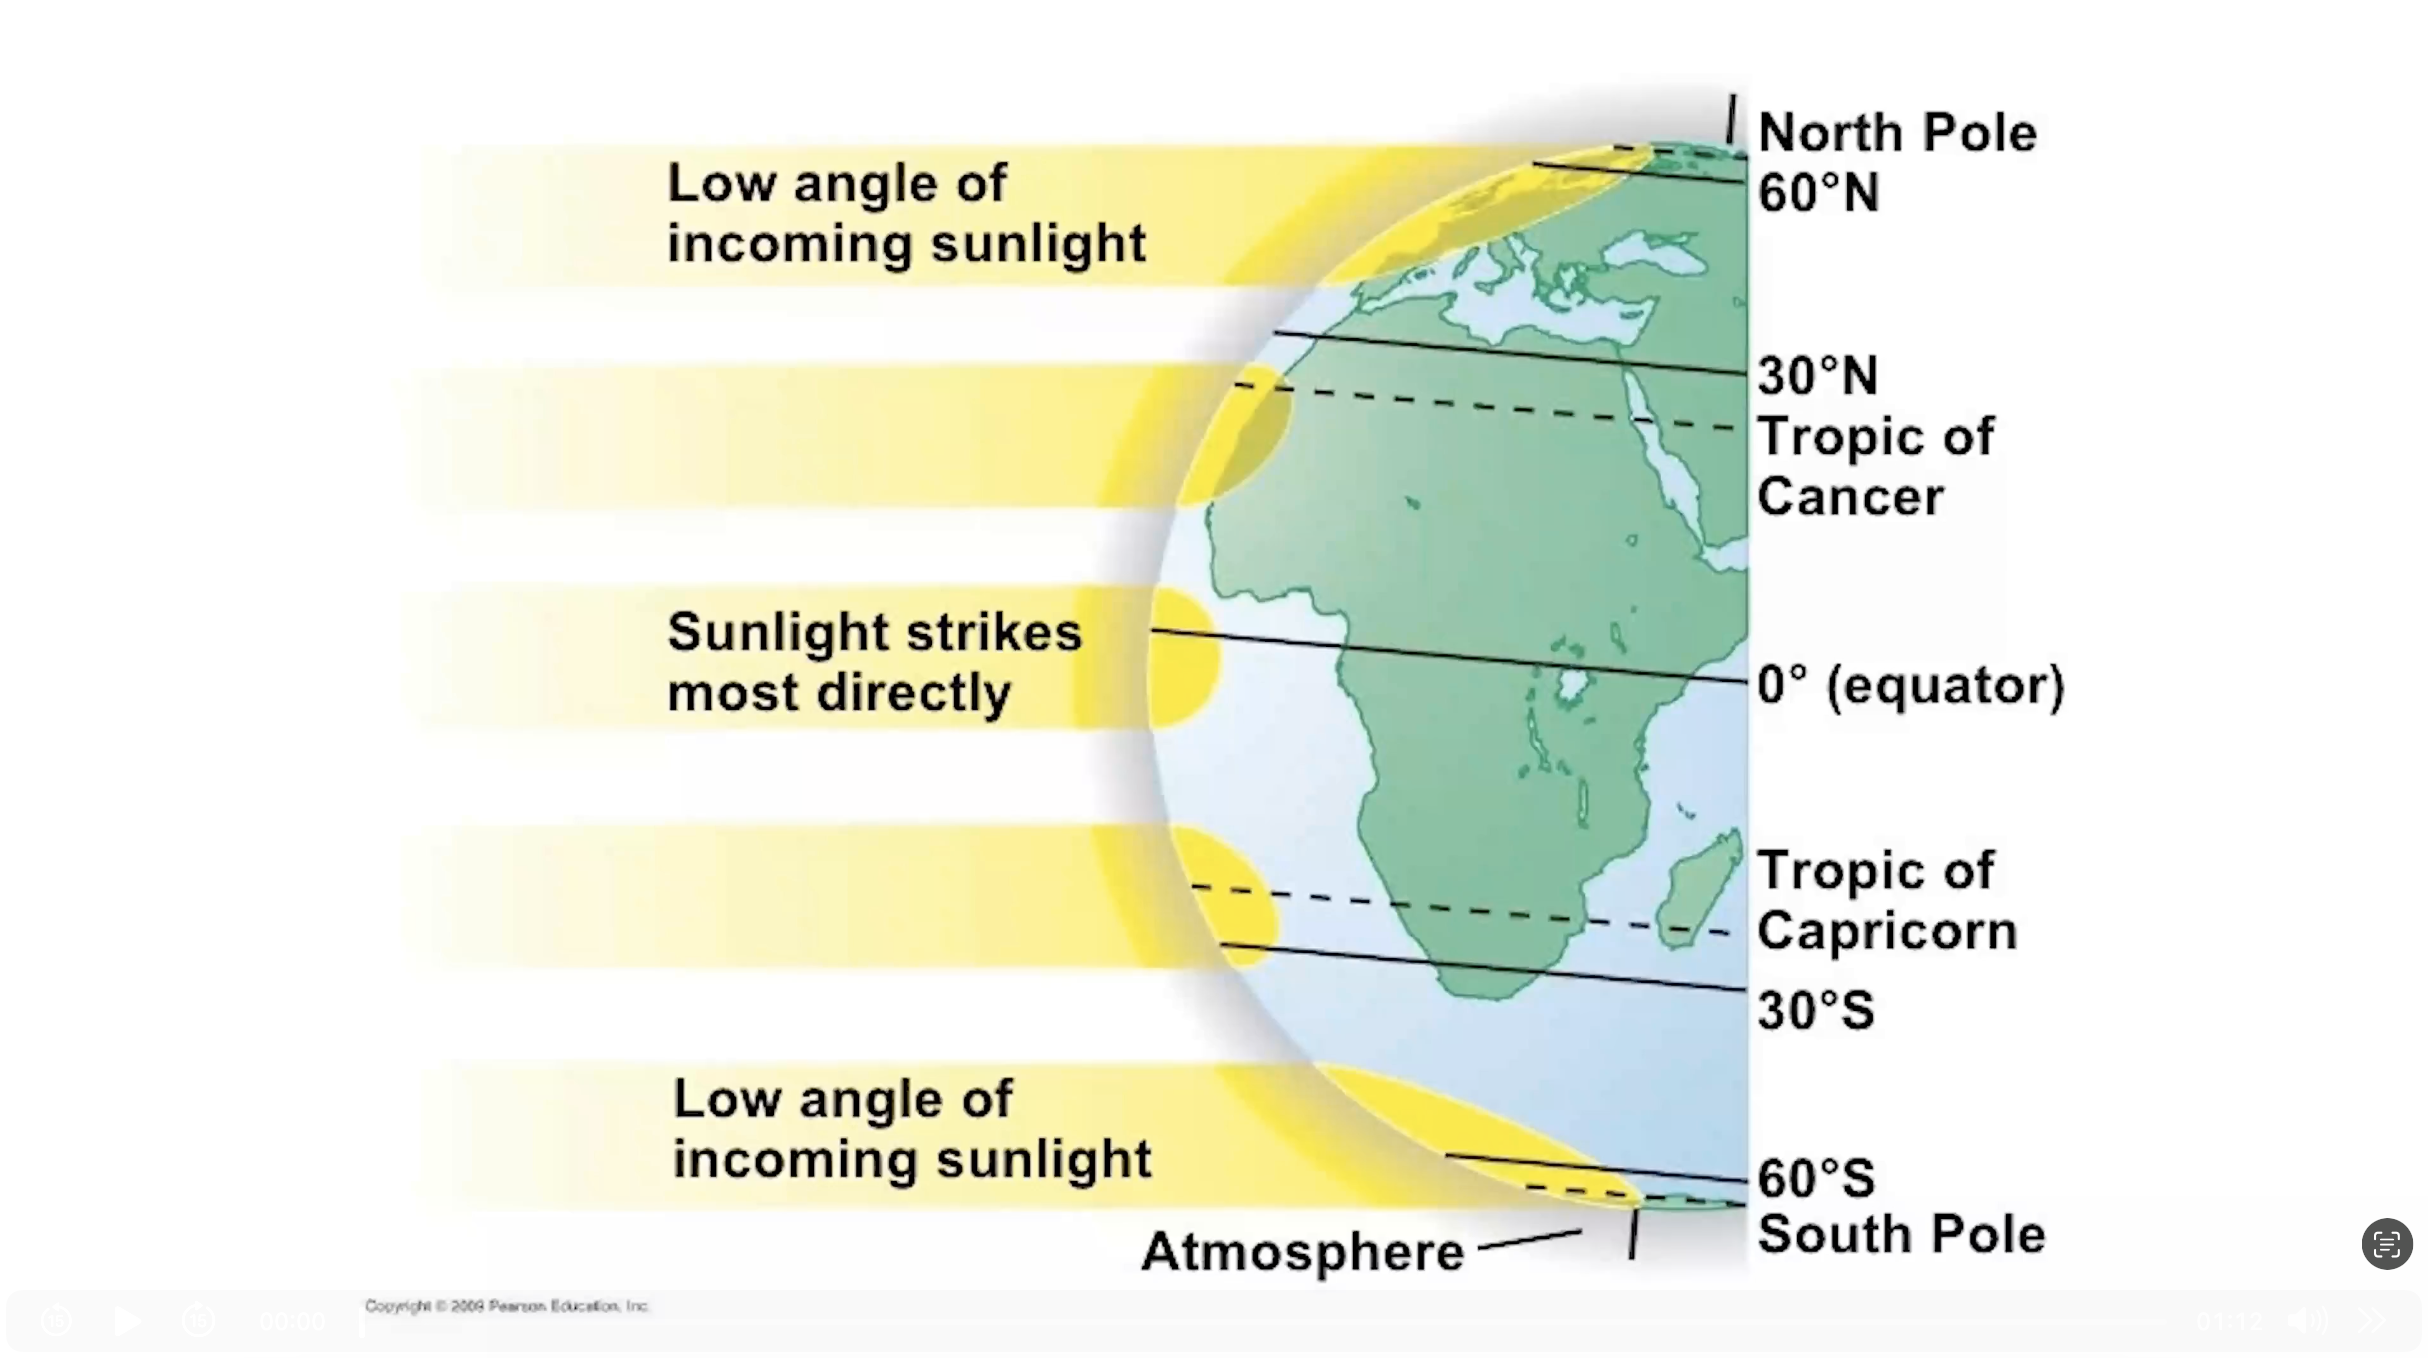 North Pole
Low angle of
incoming sunlight
60°N
30°N
Tropic of
Cancer
Sunlight strikes
most directly
0° (equator)
Tropic of
Capricorn
30°S
Low angle of
incoming sunlight
60°S
South Pole
Atmosphere
Copyright © 2009 Pearson Education, Inc.
15
15
00:00
01:12